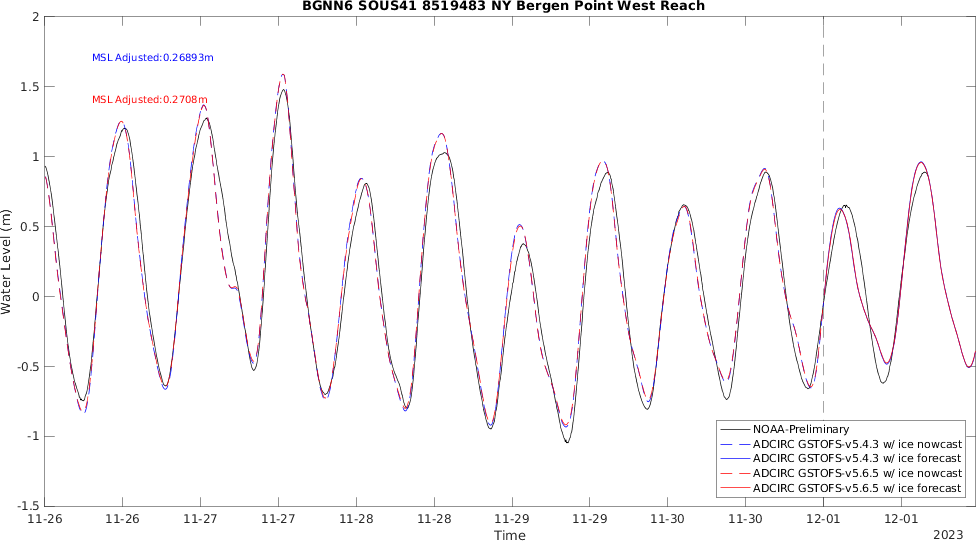 BGNN6 SOUS41 8519483 NY Bergen Point West Reach
MSL Adjusted:0.26893m
MSL Adjusted:0.2708m
Water Level (m)
2
1.5
1
0.5
0
-0.5
-1
-1.5
NOAA-Preliminary
ADCIRC GSTOFS-v5.4.3 w/ ice nowcast
ADCIRC GSTOFS-v5.4.3 w/ ice forecast
ADCIRC GSTOFS-v5.6.5 w/ ice nowcast
ADCIRC GSTOFS-v5.6.5 w/ ice forecast
11-26 11-26 11-27 11-27 11-28 11-28 11-29 11-29 11-30 11-30 12-01 12-01
Time
2023